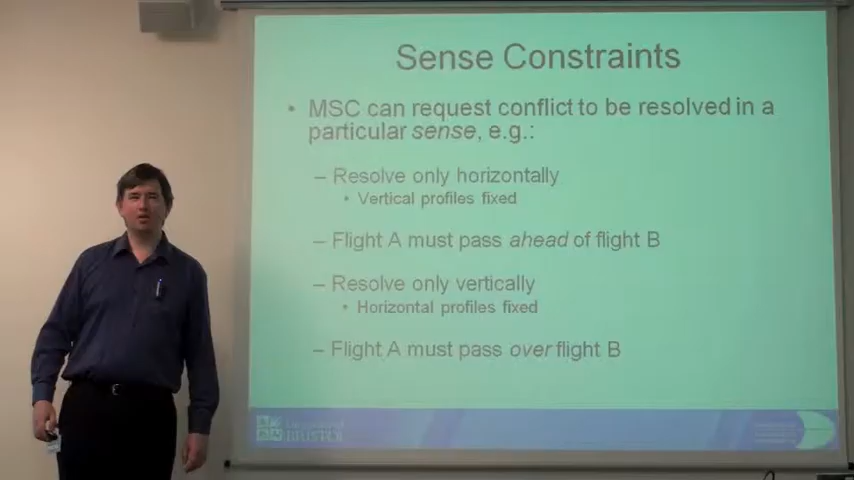 Sense Constraints
• MSC can request conflict to be resolved in a
particular sense, e.g.:
– Resolve only horizontally
• Vertical profiles fixed
– Flight A must pass ahead of flight B
– Resolve only vertically
• Horizontal profiles fixed
– Flight A must pass over flight B
BRISTOL